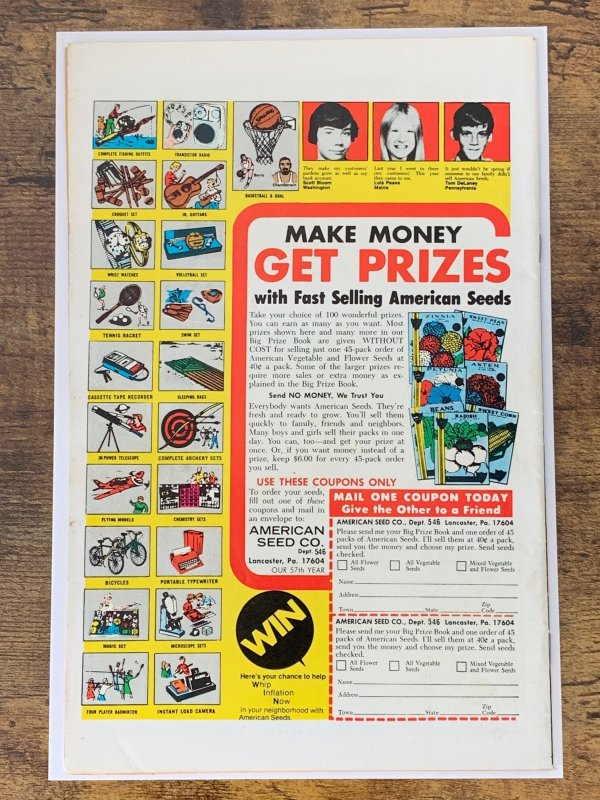 COMPLETE FISHING OUTFITS
TRANSISTOR RADIO
CROQUET SET
JR. GUITARS
WRIST WATCHES
VOLLEYBALL SET
TENNIS RACKET
SWIM SET
CASSETTE TAPE RECORDER
SLEEPING BAGS
30-POWER TELESCOPE
COMPLETE ARCHERY SETS
FLYING MODELS
CHEMISTRY SETS
BICYCLES
PORTABLE TYPEWRITER
MAGIC SET
MICROSCOPE SETS
FOUR PLAYER BADMINTON
INSTANT LOAD CAMERA
Barry
Chamberlain
BASKETBALL & GOAL
They make my customers'
gardens grow as well as my
bank account.
Scott Bloom
Washington
Last year I went to them
(my customers). This year
they came to me.
Lois Pease
Maine
It just wouldn't be spring if
someone in our family didn't
sell American Seeds.
Tom DeLaney
Pennsylvania
MAKE MONEY
GET PRIZES
with Fast Selling American Seeds
Take your choice of 100 wonderful prizes.
You can earn as many as you want. Most
prizes shown here and many more in our
Big Prize Book are given WITHOUT
COST for selling just one 45-pack order of
American Vegetable and Flower Seeds at
40¢ a pack. Some of the larger prizes re-
quire more sales or extra money as ex-
plained in the Big Prize Book.
Send NO MONEY, We Trust You
Everybody wants American Seeds. They're
fresh and ready to grow. You'll sell them
quickly to family, friends and neighbors.
Many boys and girls sell their packs in one
day. You can, too—and get your prize at
once. Or, if you want money instead of a
prize, keep $6.00 for every 45-pack order
you sell.
ZINNIA
SWEET PEAS
PETUNIA
ASTER
BEANS
RADISH
SWEET CORN
USE THESE COUPONS ONLY
To order your seeds,
fill out one of these
coupons and mail in
an envelope to:
AMERICAN
SEED CO.
Dept. 546
Lancaster, Pa. 17604
OUR 57th YEAR
MAIL ONE COUPON TODAY
Give the Other to a Friend
AMERICAN SEED CO., Dept. 546 Lancaster, Pa. 17604
Please send me your Big Prize Book and one order of 45
packs of American Seeds. I'll sell them at 40¢ a pack,
send you the money and choose my prize. Send seeds
checked.
All Flower Seeds
All Vegetable Seeds
Mixed Vegetable and Flower Seeds
Name
Address
Town State Zip Code
AMERICAN SEED CO., Dept. 546 Lancaster, Pa. 17604
Please send me your Big Prize Book and one order of 45
packs of American Seeds. I'll sell them at 40¢ a pack,
send you the money and choose my prize. Send seeds
checked.
All Flower Seeds
All Vegetable Seeds
Mixed Vegetable and Flower Seeds
Name
Address
Town State Zip Code
WIN
Here's your chance to help
Whip
Inflation
Now
in your neighborhood with
American Seeds.